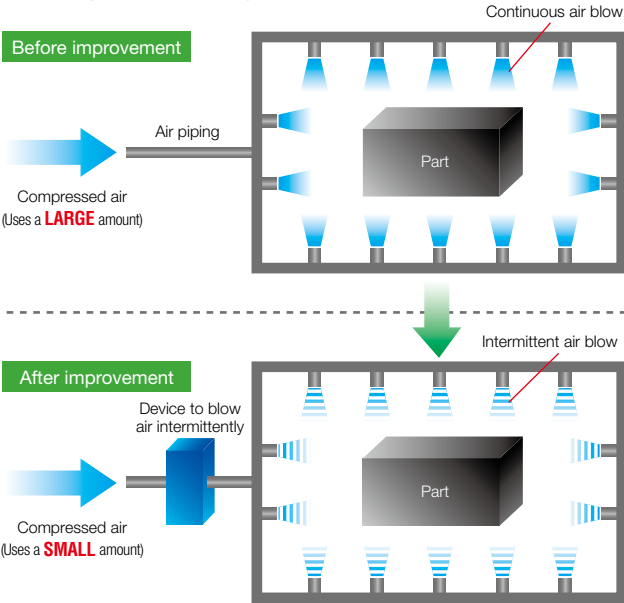 Continuous air blow
Before improvement
Air piping
Part
Compressed air
(Uses a LARGE amount)
Intermittent air blow
After improvement
Device to blow
air intermittently
Part
Compressed air
(Uses a SMALL amount)